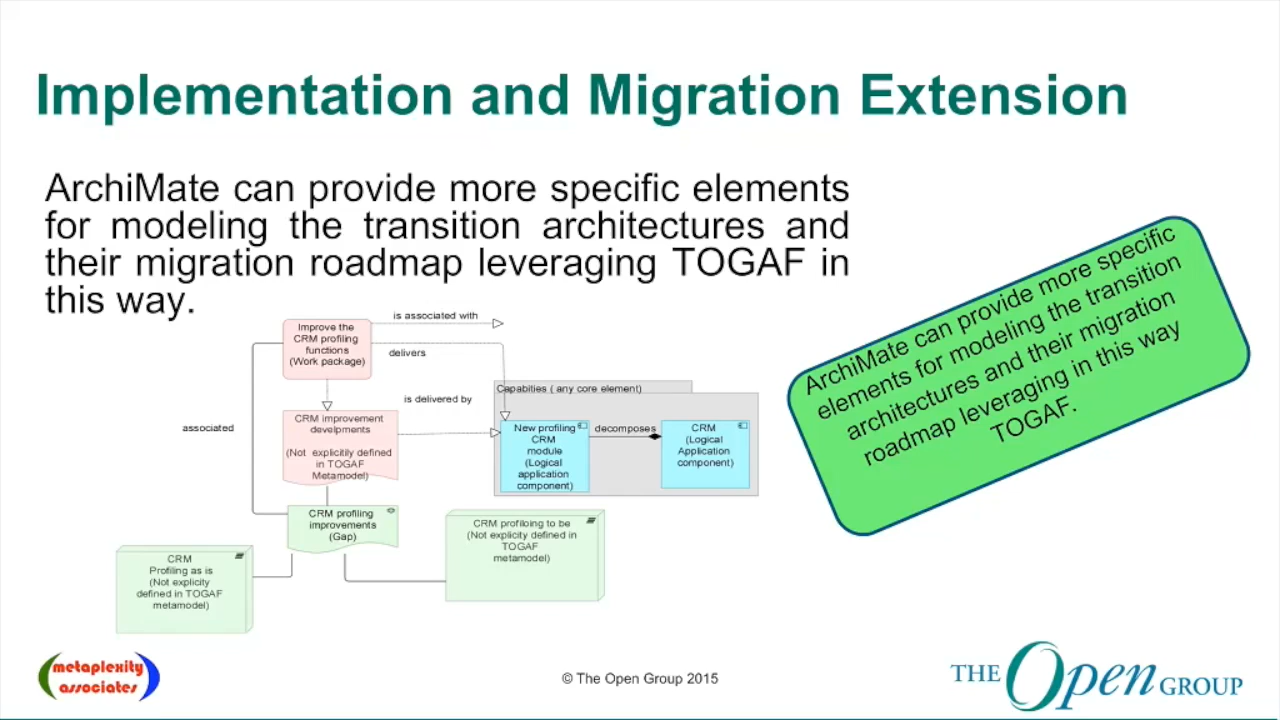 Implementation and Migration Extension
ArchiMate can provide more specific elements
for modeling the transition architectures and
their migration roadmap leveraging TOGAF in
this way.
ArchiMate can provide more specific
elements for modeling the transition
architectures and their migration
roadmap leveraging in this way
TOGAF.
is associated with
Improve the
CRM profiling
functions
(Work package)
delivers
Capabities ( any core element)
is delivered by
associated
CRM improvement
develpments
(Not explicitily defined
in TOGAF
Metamodel)
New profiling
CRM
module
(Logical
application
component)
decomposes
CRM
(Logical
Application
component)
CRM profiling
improvements
(Gap)
CRM profiloing to be
(Not explicity defined in
TOGAF
metamodel)
CRM
Profiling as is
(Not explicity
defined in TOGAF
metamodel)
metaplexity
associates
© The Open Group 2015
THE Open GROUP